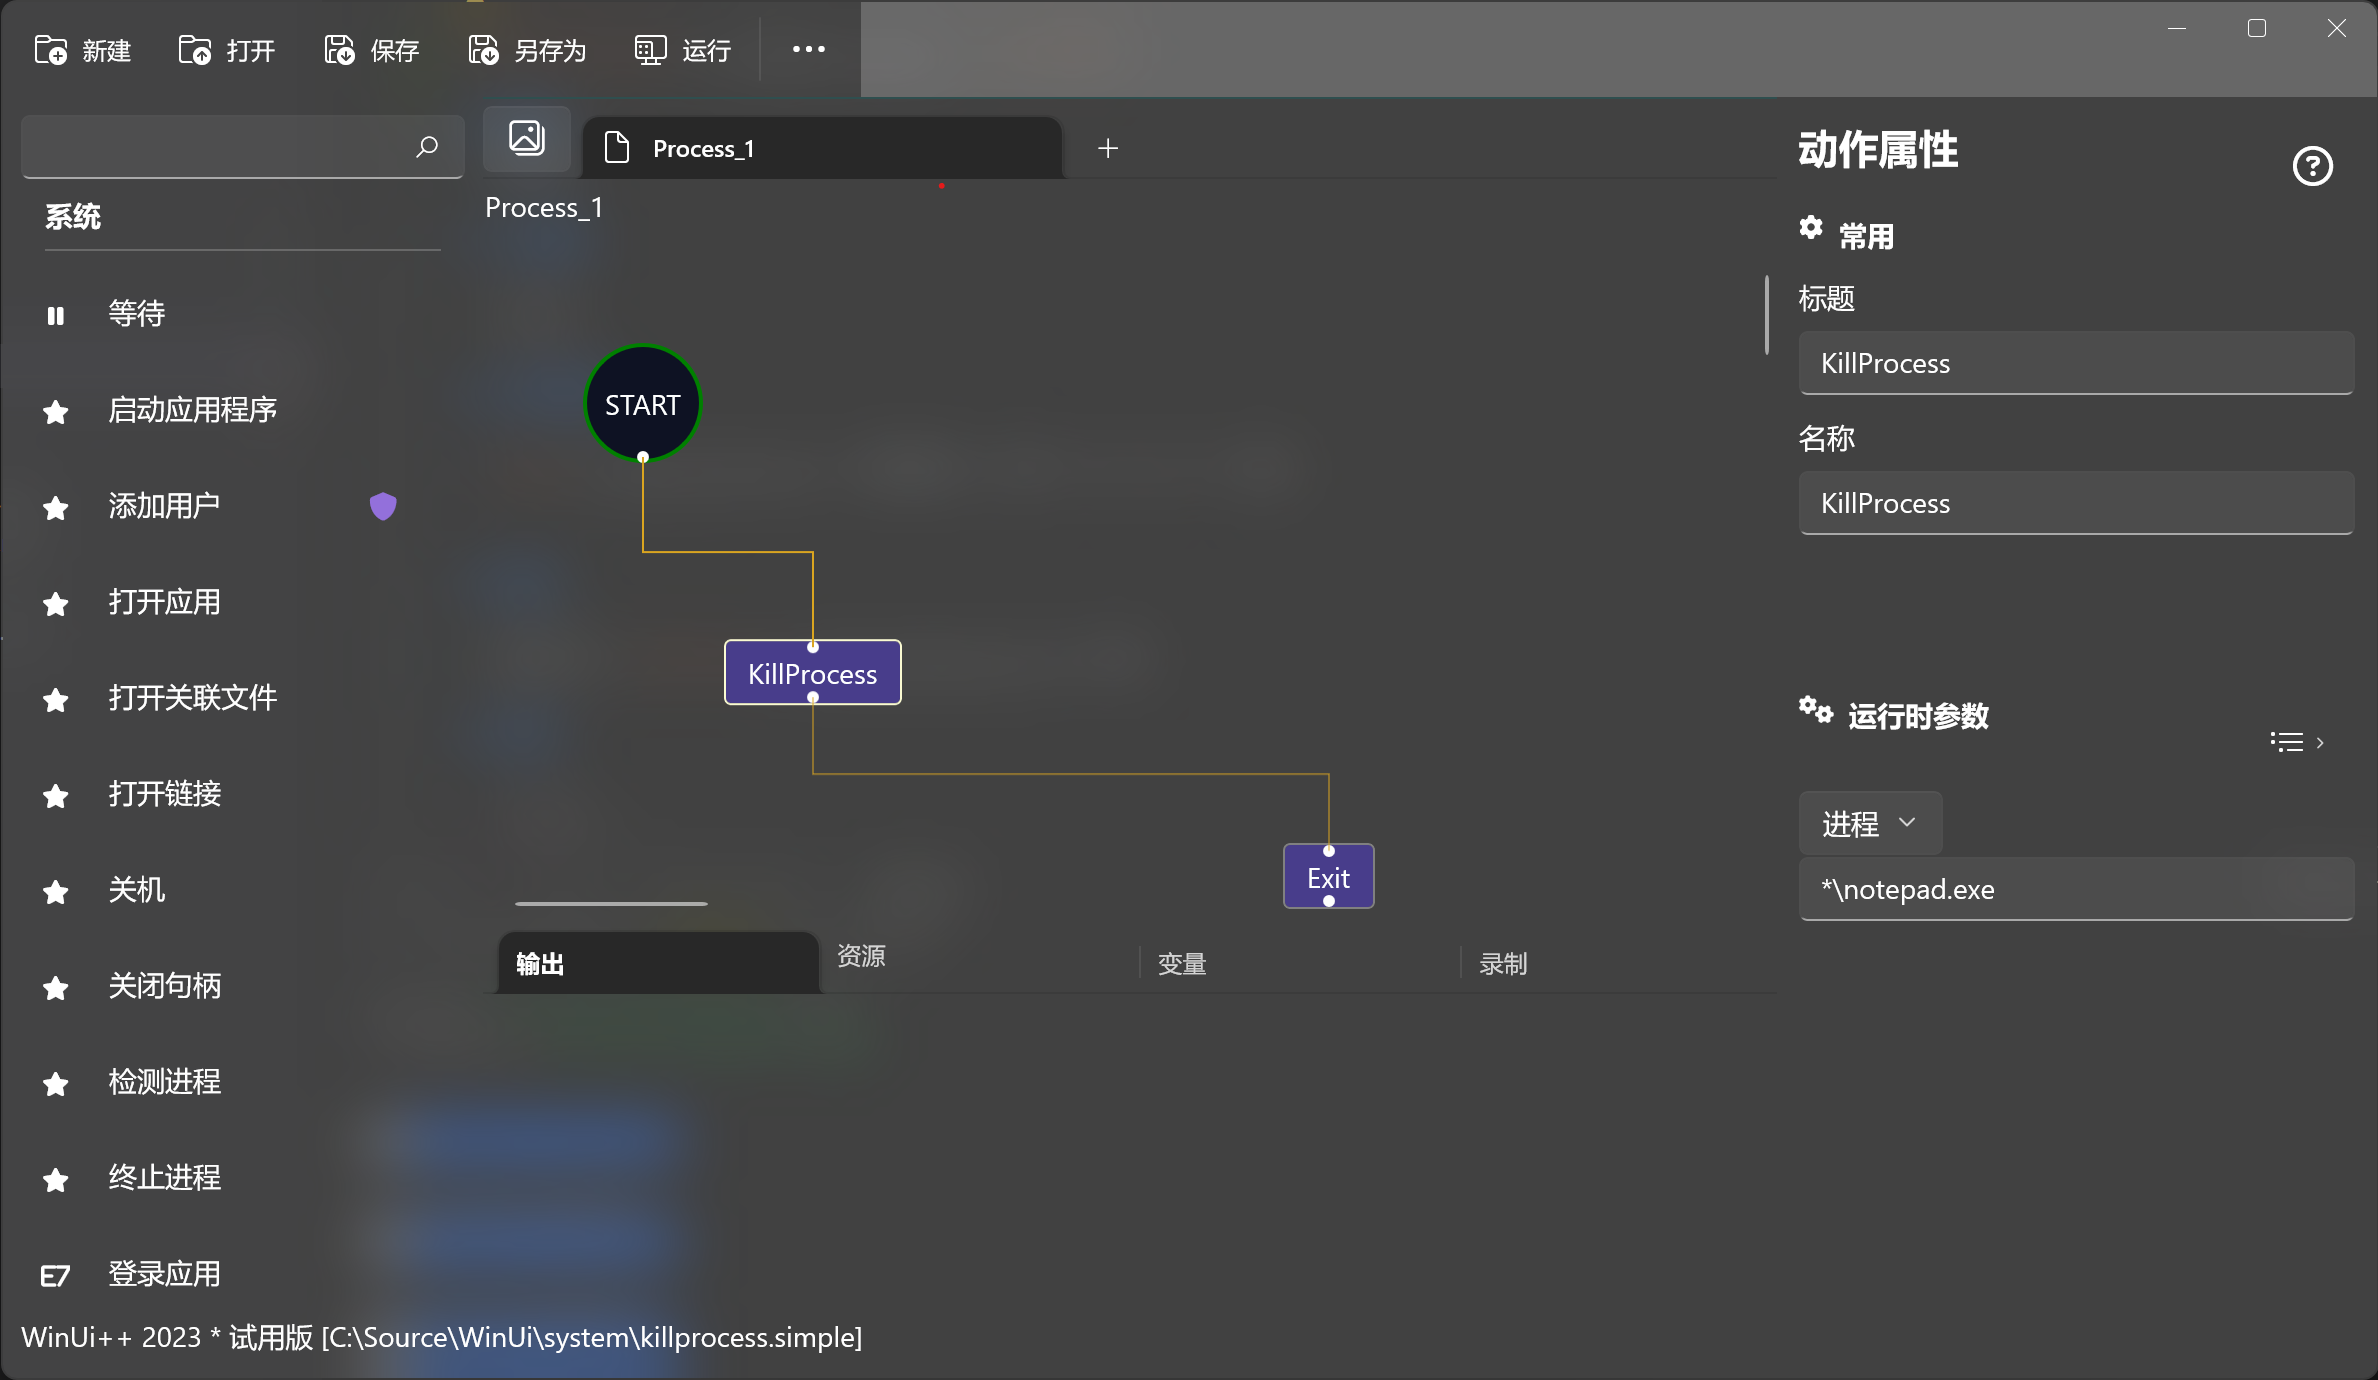 新建 打开 保存 另存为 运行
Process_1
系统
等待
启动应用程序
添加用户
打开应用
打开关联文件
打开链接
关机
关闭句柄
检测进程
终止进程
登录应用
Process_1
START
KillProcess
Exit
输出 资源 变量 录制
动作属性
常用
标题
KillProcess
名称
KillProcess
运行时参数
进程
*\notepad.exe
WinUi++ 2023 * 试用版 [C:\Source\WinUi\system\killprocess.simple]